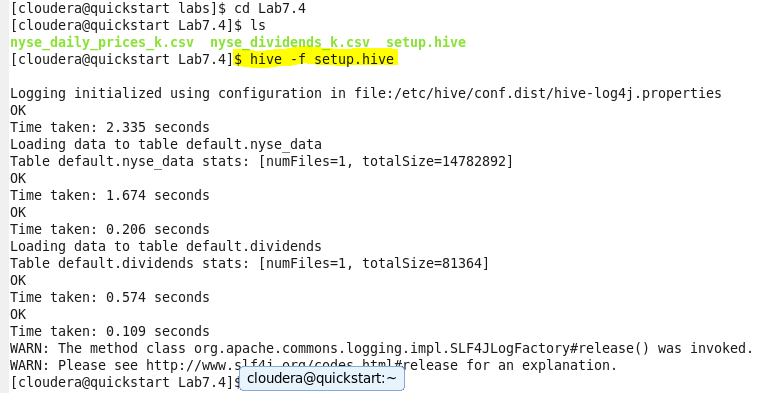 [cloudera@quickstart labs]$ cd Lab7.4
[cloudera@quickstart Lab7.4]$ ls
nyse_daily_prices_k.csv  nyse_dividends_k.csv  setup.hive
[cloudera@quickstart Lab7.4]$ hive -f setup.hive
Logging initialized using configuration in file:/etc/hive/conf.dist/hive-log4j.properties
OK
Time taken: 2.335 seconds
Loading data to table default.nyse_data
Table default.nyse_data stats: [numFiles=1, totalSize=14782892]
OK
Time taken: 1.674 seconds
OK
Time taken: 0.206 seconds
Loading data to table default.dividends
Table default.dividends stats: [numFiles=1, totalSize=81364]
OK
Time taken: 0.574 seconds
OK
Time taken: 0.109 seconds
WARN: The method class org.apache.commons.logging.impl.SLF4JLogFactory#release() was invoked.
WARN: Please see http://www.slf4j.org/codes.html#release for an explanation.
[cloudera@quickstart Lab7.4]$
cloudera@quickstart:~